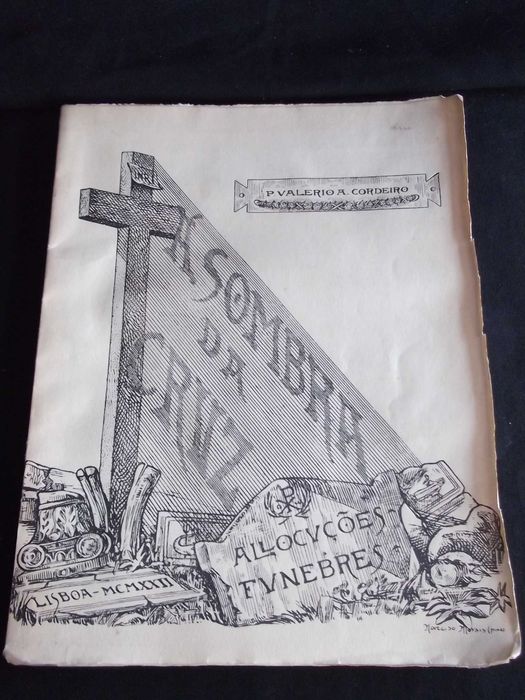 INRI
P VALERIO A. CORDEIRO
Á SOMBRA
DA
CRUZ
ALLOCUÇÕES
FUNEBRES
LISBOA - MCMXXII